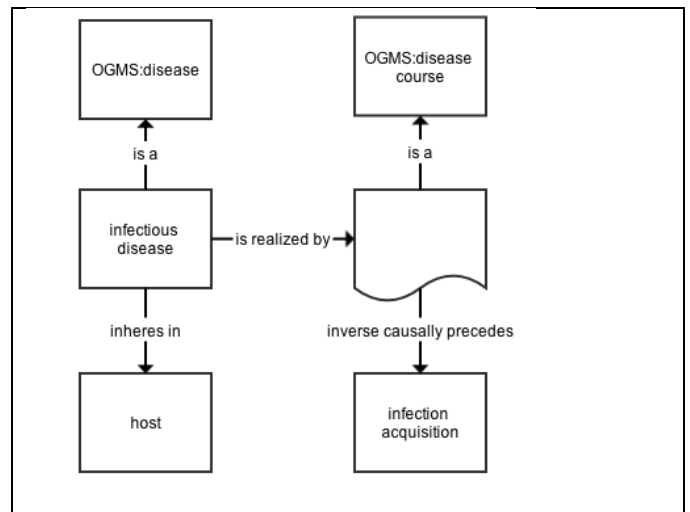 OGMS:disease
OGMS:disease
course
is a
is a
infectious
disease
is realized by
inheres in
inverse causally precedes
host
infection
acquisition